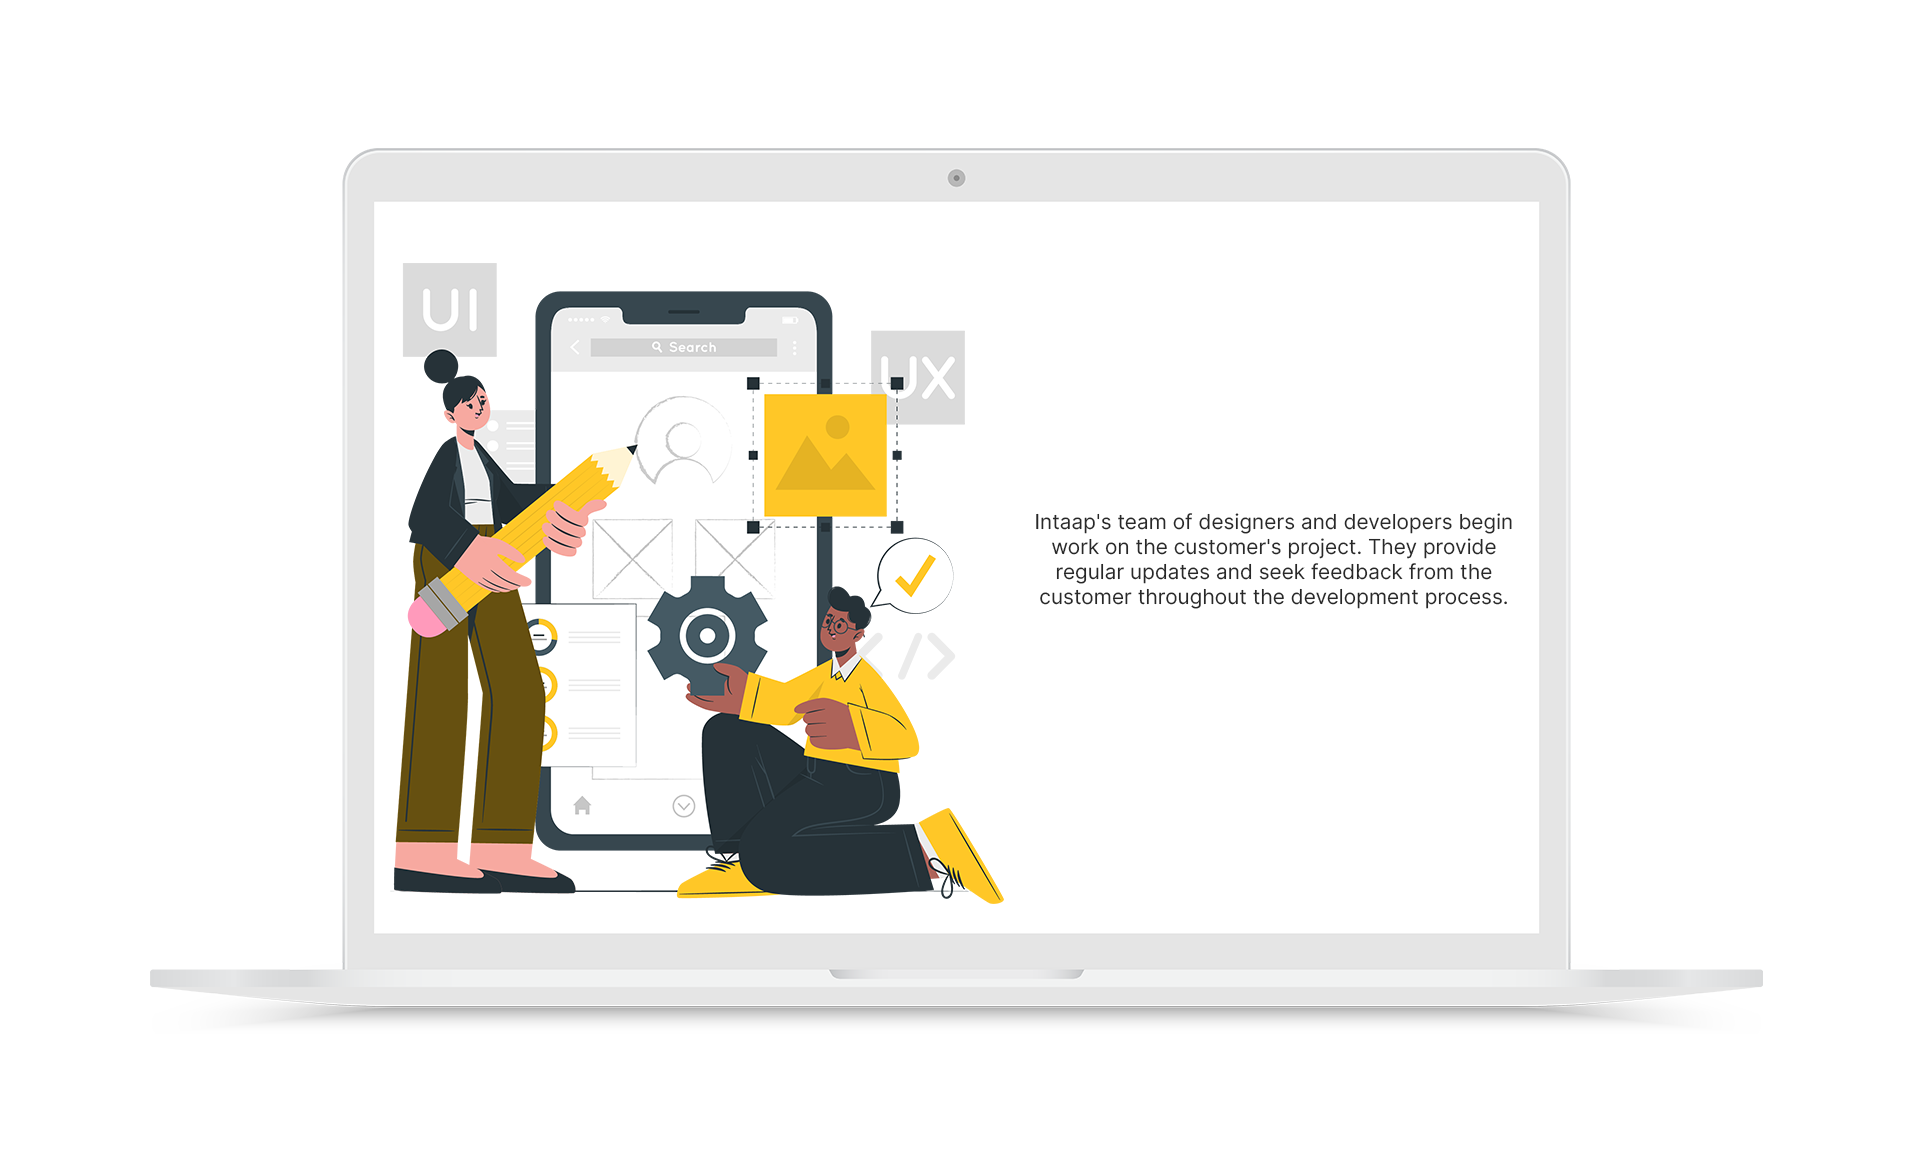 UI
Search
UX
Intaap's team of designers and developers begin
work on the customer's project. They provide
regular updates and seek feedback from the
customer throughout the development process.